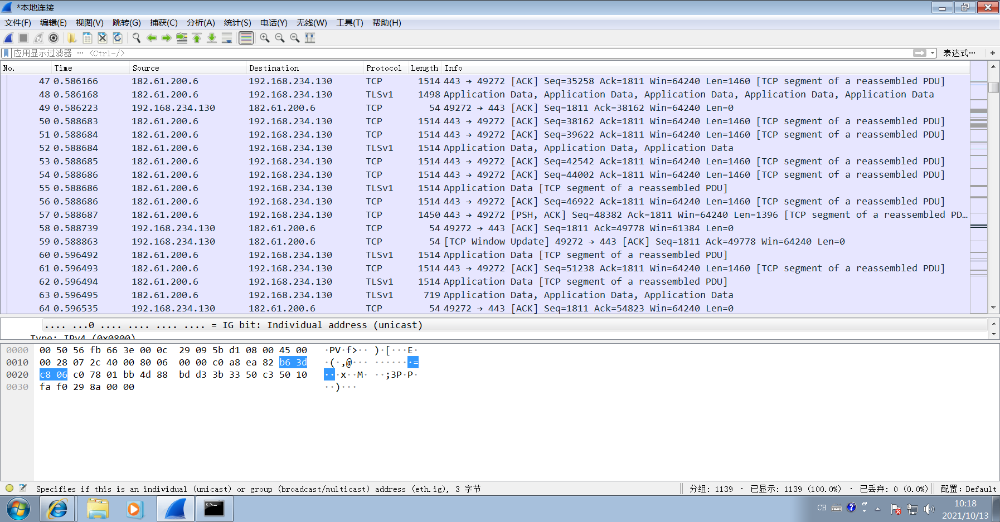 *本地连接
文件(F) 编辑(E) 视图(V) 跳转(G) 捕获(C) 分析(A) 统计(S) 电话(Y) 无线(W) 工具(T) 帮助(H)
应用显示过滤器 … <Ctrl-/> 表达式… +
No. Time Source Destination Protocol Length Info
47 0.586166 182.61.200.6 192.168.234.130 TCP 1514 443 → 49272 [ACK] Seq=35258 Ack=1811 Win=64240 Len=1460 [TCP segment of a reassembled PDU]
48 0.586168 182.61.200.6 192.168.234.130 TLSv1 1498 Application Data, Application Data, Application Data, Application Data, Application Data
49 0.586223 192.168.234.130 182.61.200.6 TCP 54 49272 → 443 [ACK] Seq=1811 Ack=38162 Win=64240 Len=0
50 0.588683 182.61.200.6 192.168.234.130 TCP 1514 443 → 49272 [ACK] Seq=38162 Ack=1811 Win=64240 Len=1460 [TCP segment of a reassembled PDU]
51 0.588684 182.61.200.6 192.168.234.130 TCP 1514 443 → 49272 [ACK] Seq=39622 Ack=1811 Win=64240 Len=1460 [TCP segment of a reassembled PDU]
52 0.588684 182.61.200.6 192.168.234.130 TLSv1 1514 Application Data, Application Data, Application Data
53 0.588685 182.61.200.6 192.168.234.130 TCP 1514 443 → 49272 [ACK] Seq=42542 Ack=1811 Win=64240 Len=1460 [TCP segment of a reassembled PDU]
54 0.588686 182.61.200.6 192.168.234.130 TCP 1514 443 → 49272 [ACK] Seq=44002 Ack=1811 Win=64240 Len=1460 [TCP segment of a reassembled PDU]
55 0.588686 182.61.200.6 192.168.234.130 TLSv1 1514 Application Data [TCP segment of a reassembled PDU]
56 0.588686 182.61.200.6 192.168.234.130 TCP 1514 443 → 49272 [ACK] Seq=46922 Ack=1811 Win=64240 Len=1460 [TCP segment of a reassembled PDU]
57 0.588687 182.61.200.6 192.168.234.130 TCP 1450 443 → 49272 [PSH, ACK] Seq=48382 Ack=1811 Win=64240 Len=1396 [TCP segment of a reassembled PD…
58 0.588739 192.168.234.130 182.61.200.6 TCP 54 49272 → 443 [ACK] Seq=1811 Ack=49778 Win=61384 Len=0
59 0.588863 192.168.234.130 182.61.200.6 TCP 54 [TCP Window Update] 49272 → 443 [ACK] Seq=1811 Ack=49778 Win=64240 Len=0
60 0.596492 182.61.200.6 192.168.234.130 TLSv1 1514 Application Data [TCP segment of a reassembled PDU]
61 0.596493 182.61.200.6 192.168.234.130 TCP 1514 443 → 49272 [ACK] Seq=51238 Ack=1811 Win=64240 Len=1460 [TCP segment of a reassembled PDU]
62 0.596494 182.61.200.6 192.168.234.130 TLSv1 1514 Application Data [TCP segment of a reassembled PDU]
63 0.596495 182.61.200.6 192.168.234.130 TLSv1 719 Application Data, Application Data, Application Data
64 0.596535 192.168.234.130 182.61.200.6 TCP 54 49272 → 443 [ACK] Seq=1811 Ack=54823 Win=64240 Len=0
.... ...0 .... .... .... .... = IG bit: Individual address (unicast)
Type: IPv4 (0x0800)
0000 00 50 56 fb 66 3e 00 0c 29 09 5b d1 08 00 45 00 ·PV·f>·· )·[···E·
0010 00 28 07 2c 40 00 80 06 00 00 c0 a8 ea 82 b6 3d ·(·,@··· ·······=
0020 c8 06 c0 78 01 bb 4d 88 bd d3 3b 33 50 c3 50 10 ···x··M· ··;3P·P·
0030 fa f0 29 8a 00 00 ··)···
Specifies if this is an individual (unicast) or group (broadcast/multicast) address (eth.ig), 3 字节 分组: 1139 · 已显示: 1139 (100.0%) · 已丢弃: 0 (0.0%) 配置: Default
CH 10:18
2021/10/13